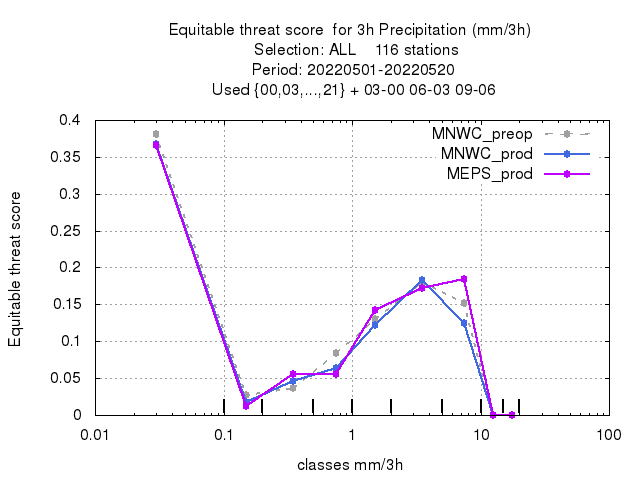 Equitable threat score  for 3h Precipitation (mm/3h)
Selection: ALL    116 stations
Period: 20220501-20220520
Used {00,03,...,21} + 03-00 06-03 09-06
MNWC_preop
MNWC_prod
MEPS_prod
0.4
0.35
0.3
0.25
0.2
0.15
0.1
0.05
0
Equitable threat score
0.01
0.1
1
10
100
classes mm/3h